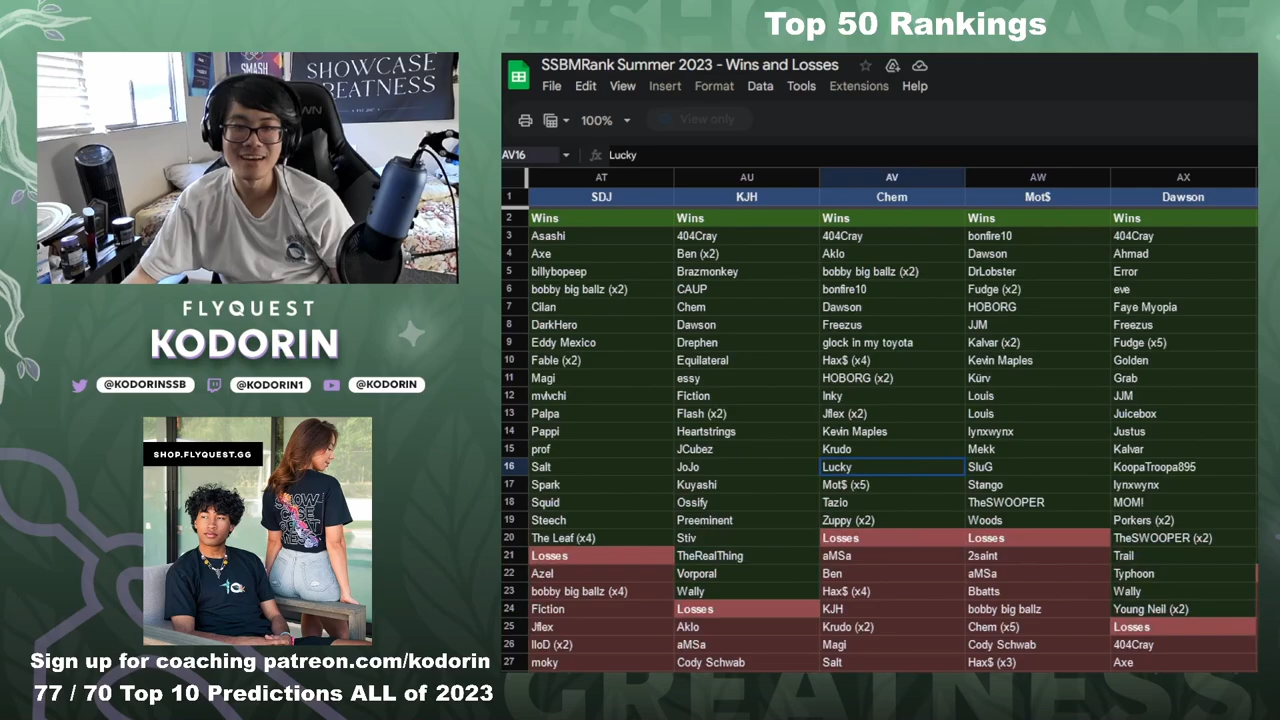 #SHOWCASE
Top 50 Rankings
SMASH
SHOWCASE
GREATNESS
FLYQUEST
KODORIN
@KODORINSSB @KODORIN1 @KODORIN
SHOP.FLYQUEST.GG
Sign up for coaching patreon.com/kodorin
77 / 70 Top 10 Predictions ALL of 2023
SSBMRank Summer 2023 - Wins and Losses
File Edit View Insert Format Data Tools Extensions Help
100% View only
AV16 fx Lucky
AT AU AV AW AX
1 SDJ KJH Chem Mot$ Dawson
2 Wins Wins Wins Wins Wins
3 Asashi 404Cray 404Cray bonfire10 404Cray
4 Axe Ben (x2) Aklo Dawson Ahmad
5 billybopeep Brazmonkey bobby big ballz (x2) DrLobster Error
6 bobby big ballz (x2) CAUP bonfire10 Fudge (x2) eve
7 Cilan Chem Dawson HOBORG Faye Myopia
8 DarkHero Dawson Freezus JJM Freezus
9 Eddy Mexico Drephen glock in my toyota Kalvar (x2) Fudge (x5)
10 Fable (x2) Equilateral Hax$ (x4) Kevin Maples Golden
11 Magi essy HOBORG (x2) Kürv Grab
12 mvlvchi Fiction Inky Louis JJM
13 Palpa Flash (x2) Jflex (x2) Louis Juicebox
14 Pappi Heartstrings Kevin Maples lynxwynx Justus
15 prof JCubez Krudo Mekk Kalvar
16 Salt JoJo Lucky SluG KoopaTroopa895
17 Spark Kuyashi Mot$ (x5) Stango lynxwynx
18 Squid Ossify Tazio TheSWOOPER MOM!
19 Steech Preeminent Zuppy (x2) Woods Porkers (x2)
20 The Leaf (x4) Stiv Losses Losses TheSWOOPER (x2)
21 Losses TheRealThing aMSa 2saint Trail
22 Azel Vorporal Ben aMSa Typhoon
23 bobby big ballz (x4) Wally Hax$ (x4) Bbatts Wally
24 Fiction Losses KJH bobby big ballz Young Neil (x2)
25 Jflex Aklo Krudo (x2) Chem (x5) Losses
26 lloD (x2) aMSa Magi Cody Schwab 404Cray
27 moky Cody Schwab Salt Hax$ (x3) Axe
GREATNESS